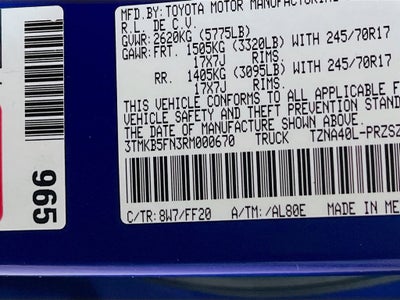 MFD.BY: TOYOTA MOTOR MANUFACTURING
R.L. DE C.V.
GVWR: 2620KG (5775LB)
GAWR: FRT. 1505KG (3320LB) WITH 245/70R17
17X7J RIMS.
RR. 1405KG (3095LB) WITH 245/70R17
17X7J RIMS.
THIS VEHICLE CONFORMS TO ALL APPLICABLE F
VEHICLE SAFETY AND THEFT PREVENTION STAND
THE DATE OF MANUFACTURE SHOWN ABOVE.
3TMKB5FN3RM000670 TRUCK TZNA40L-PRZSZ
C/TR: 8W7/FF20 A/TM: /AL80E MADE IN ME
965